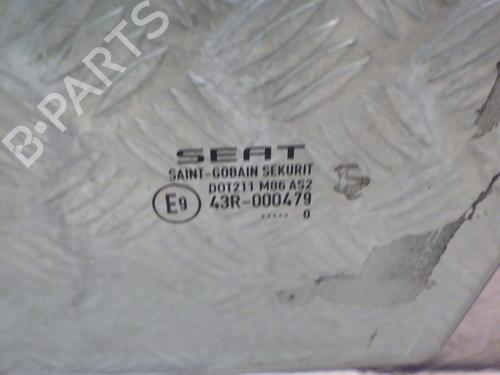 B-PARTS
SEAT
SAINT-GOBAIN SEKURIT
DOT211 M86 AS2
E9 43R-000479
..... 0